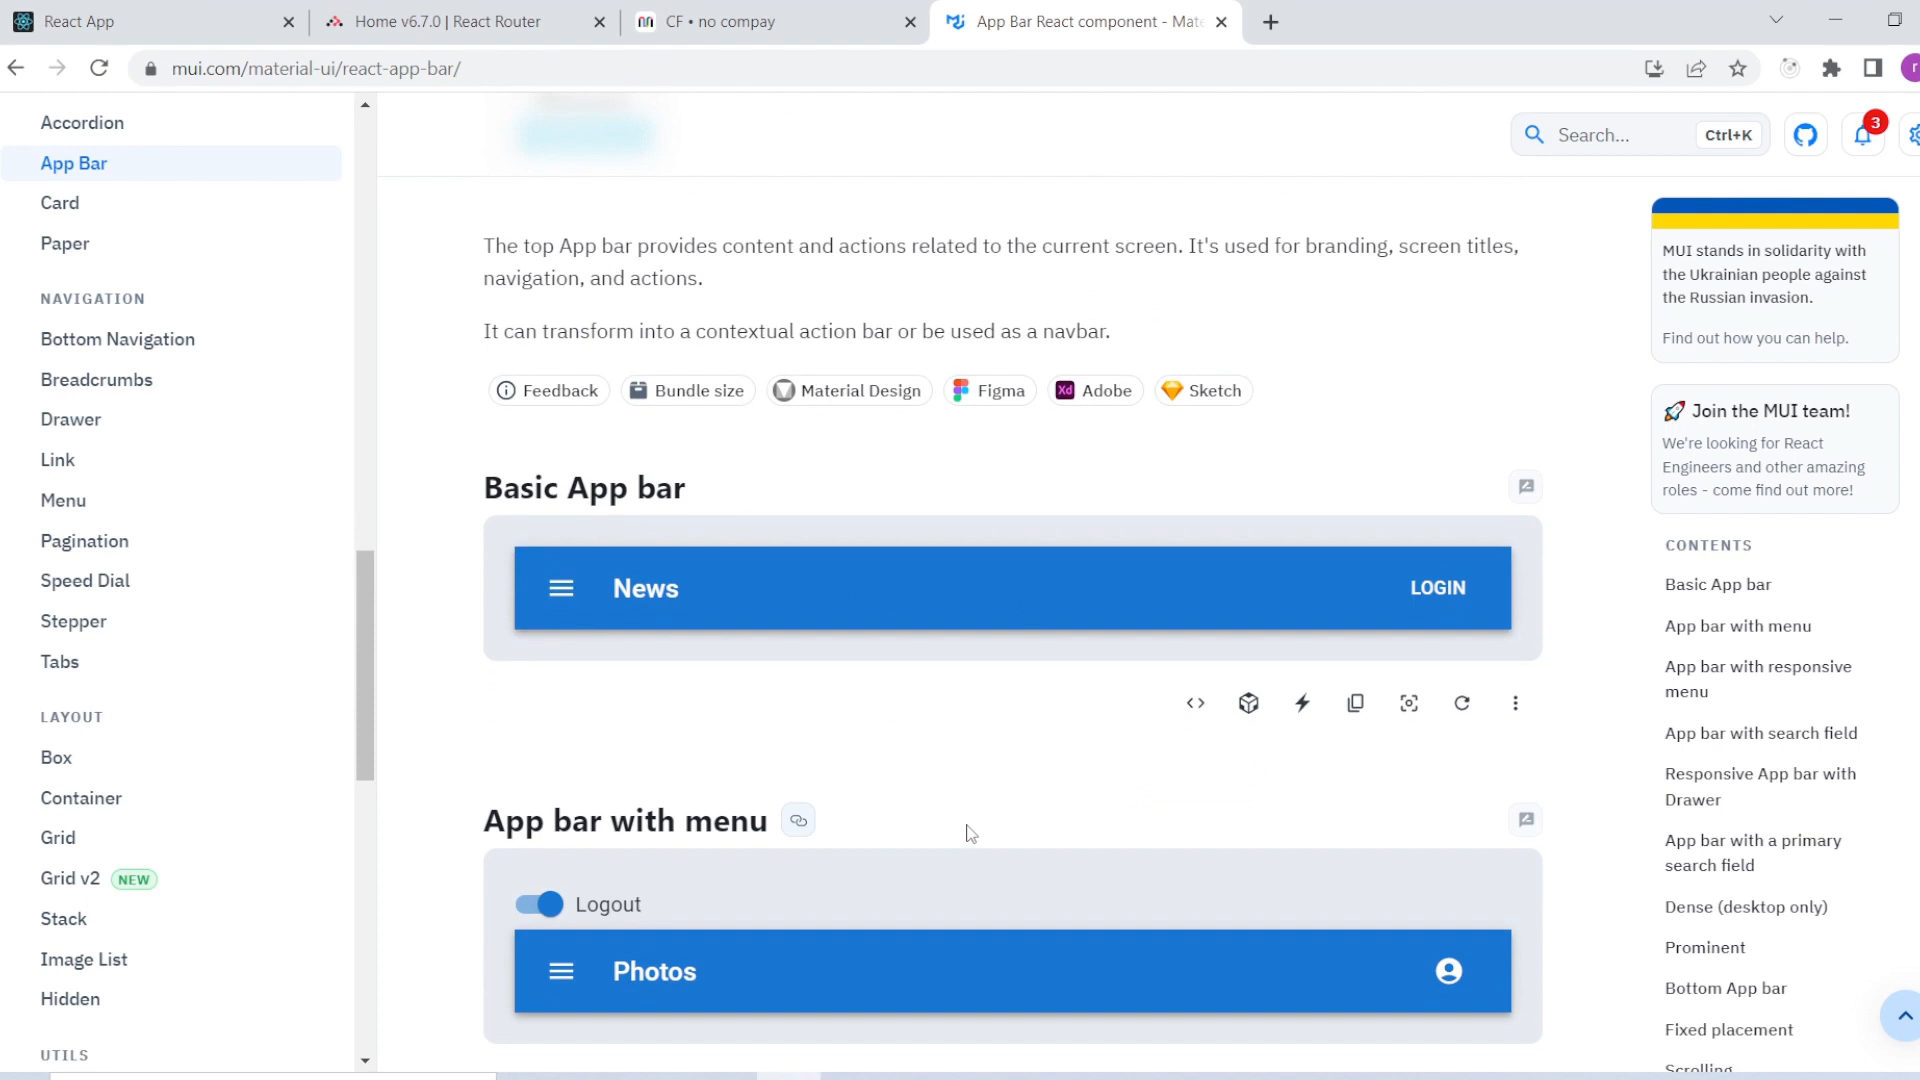 React App
Home v6.7.0 | React Router
CF • no compay
App Bar React component - Mate
mui.com/material-ui/react-app-bar/
r
Accordion
App Bar
Card
Paper
NAVIGATION
Bottom Navigation
Breadcrumbs
Drawer
Link
Menu
Pagination
Speed Dial
Stepper
Tabs
LAYOUT
Box
Container
Grid
Grid v2 NEW
Stack
Image List
Hidden
UTILS
Search... Ctrl+K
3
The top App bar provides content and actions related to the current screen. It's used for branding, screen titles,
navigation, and actions.
It can transform into a contextual action bar or be used as a navbar.
Feedback Bundle size Material Design Figma Xd Adobe Sketch
Basic App bar
News LOGIN
App bar with menu
Logout
Photos
MUI stands in solidarity with
the Ukrainian people against
the Russian invasion.
Find out how you can help.
🚀 Join the MUI team!
We're looking for React
Engineers and other amazing
roles - come find out more!
CONTENTS
Basic App bar
App bar with menu
App bar with responsive
menu
App bar with search field
Responsive App bar with
Drawer
App bar with a primary
search field
Dense (desktop only)
Prominent
Bottom App bar
Fixed placement
Scrolling